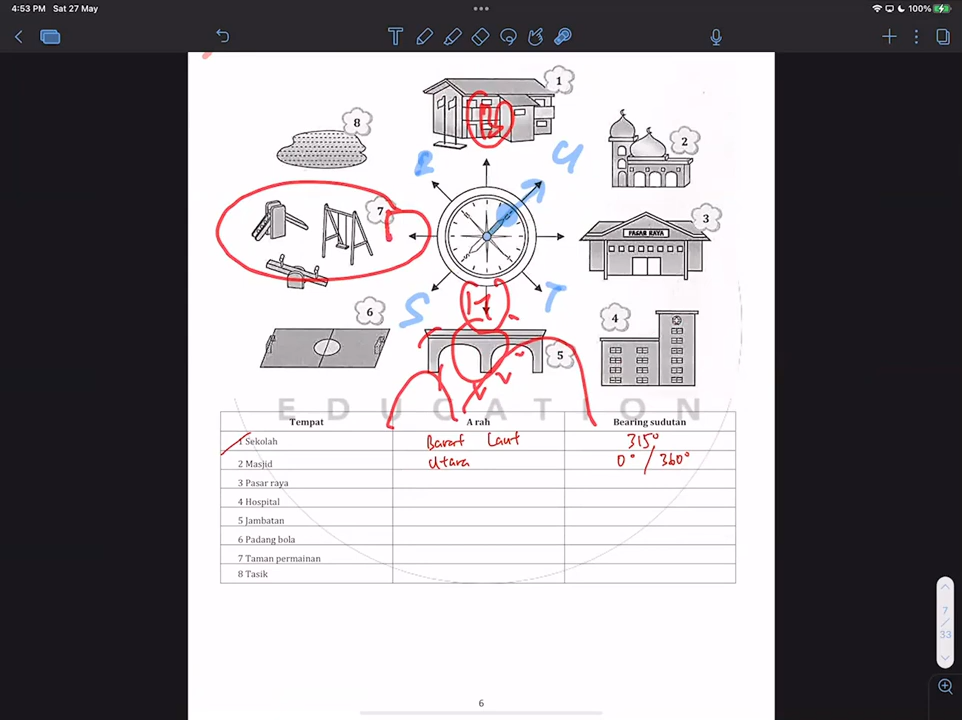 4:53 PM Sat 27 May
100%
1
8
2
B
U
7
3
PASAR RAYA
S
T
6
4
5
EDUCATION
Tempat Arah Bearing sudutan
1 Sekolah Barat Laut 315°
2 Masjid Utara 0° / 360°
3 Pasar raya
4 Hospital
5 Jambatan
6 Padang bola
7 Taman permainan
8 Tasik
7
/
33
6